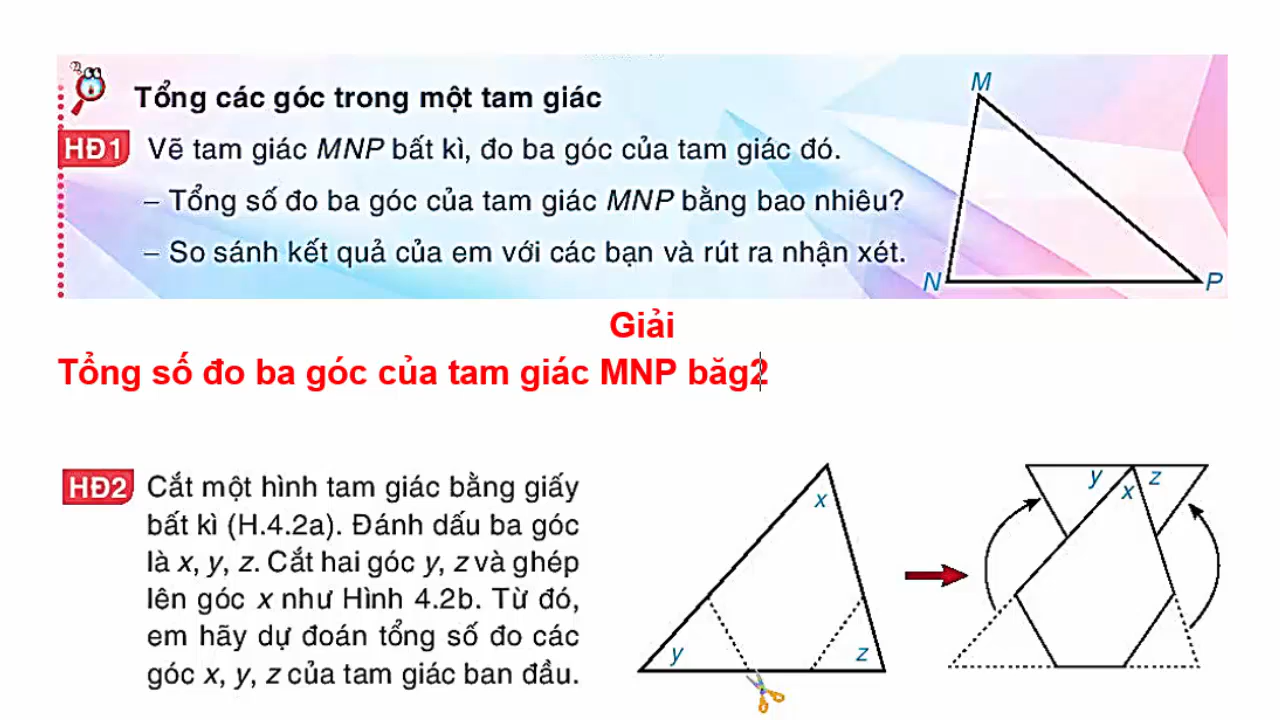 Tổng các góc trong một tam giác
HĐ1 Vẽ tam giác MNP bất kì, đo ba góc của tam giác đó.
– Tổng số đo ba góc của tam giác MNP bằng bao nhiêu?
– So sánh kết quả của em với các bạn và rút ra nhận xét.
M
N
P
Giải
Tổng số đo ba góc của tam giác MNP băg2
HĐ2 Cắt một hình tam giác bằng giấy
bất kì (H.4.2a). Đánh dấu ba góc
là x, y, z. Cắt hai góc y, z và ghép
lên góc x như Hình 4.2b. Từ đó,
em hãy dự đoán tổng số đo các
góc x, y, z của tam giác ban đầu.
x
y
z
y
x
z